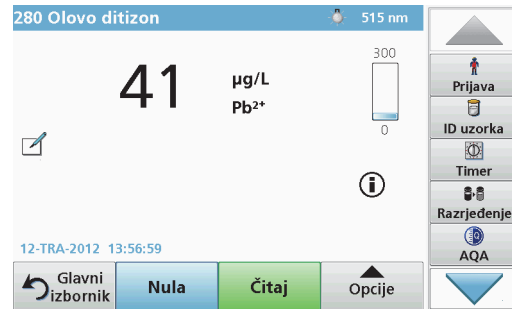 280 Olovo ditizon
515 nm
300
41
µg/L
Pb²⁺
0
12-TRA-2012 13:56:59
Glavni
izbornik
Nula
Čitaj
Opcije
Prijava
ID uzorka
Timer
Razrjeđenje
AQA